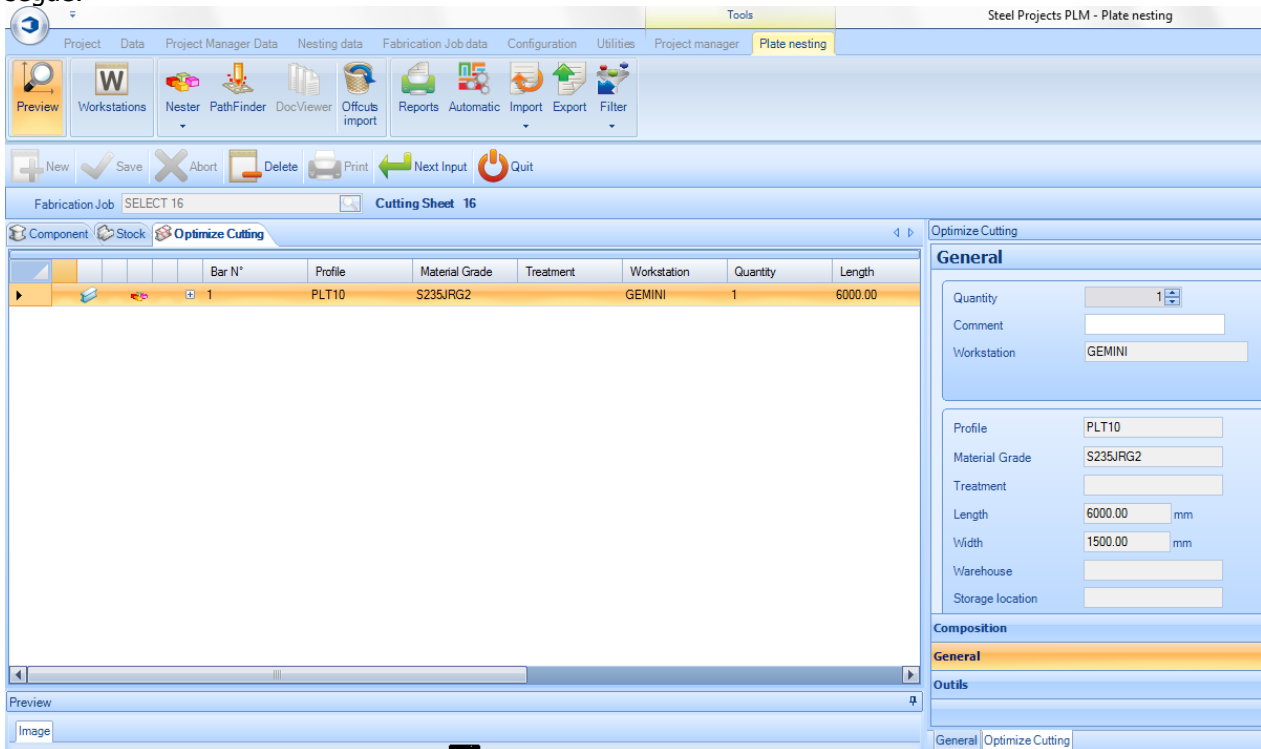 Tools
Steel Projects PLM - Plate nesting
Project Data Project Manager Data Nesting data Fabrication Job data Configuration Utilities Project manager Plate nesting
Preview Workstations Nester PathFinder DocViewer Offcuts import Reports Automatic Import Export Filter
New Save Abort Delete Print Next Input Quit
Fabrication Job SELECT 16 Cutting Sheet 16
Component Stock Optimize Cutting
Bar N° Profile Material Grade Treatment Workstation Quantity Length
1 PLT10 S235JRG2 GEMINI 1 6000.00
Optimize Cutting
General
Quantity 1
Comment
Workstation GEMINI
Profile PLT10
Material Grade S235JRG2
Treatment
Length 6000.00 mm
Width 1500.00 mm
Warehouse
Storage location
Composition
General
Outils
General Optimize Cutting
Preview
Image